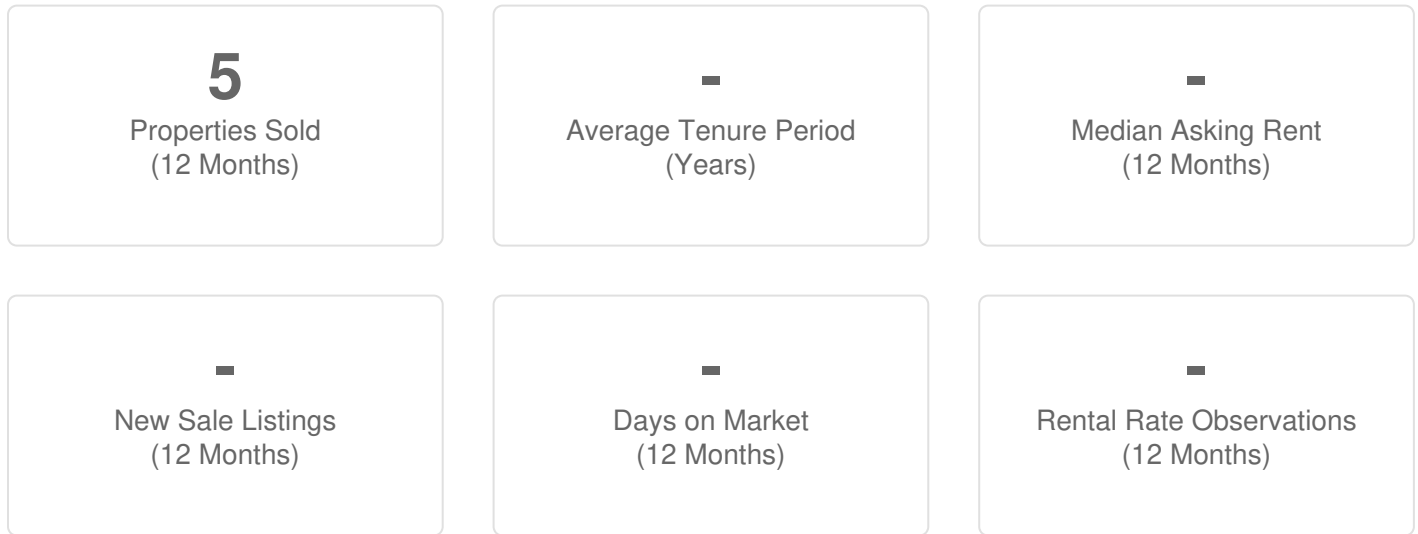 5
Properties Sold
(12 Months)
-
Average Tenure Period
(Years)
-
Median Asking Rent
(12 Months)
-
New Sale Listings
(12 Months)
-
Days on Market
(12 Months)
-
Rental Rate Observations
(12 Months)